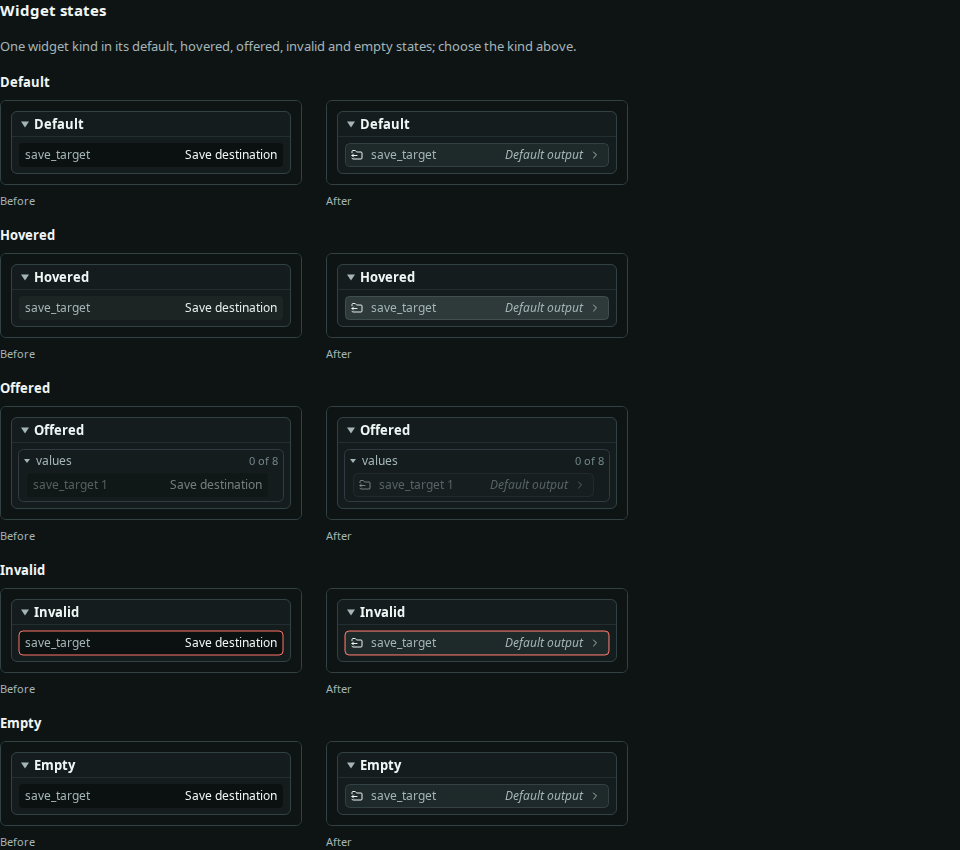 Widget states
One widget kind in its default, hovered, offered, invalid and empty states; choose the kind above.
Default
Default
save_target Save destination
Before
Default
save_target Default output
After
Hovered
Hovered
save_target Save destination
Before
Hovered
save_target Default output
After
Offered
Offered
values 0 of 8
save_target 1 Save destination
Before
Offered
values 0 of 8
save_target 1 Default output
After
Invalid
Invalid
save_target Save destination
Before
Invalid
save_target Default output
After
Empty
Empty
save_target Save destination
Before
Empty
save_target Default output
After